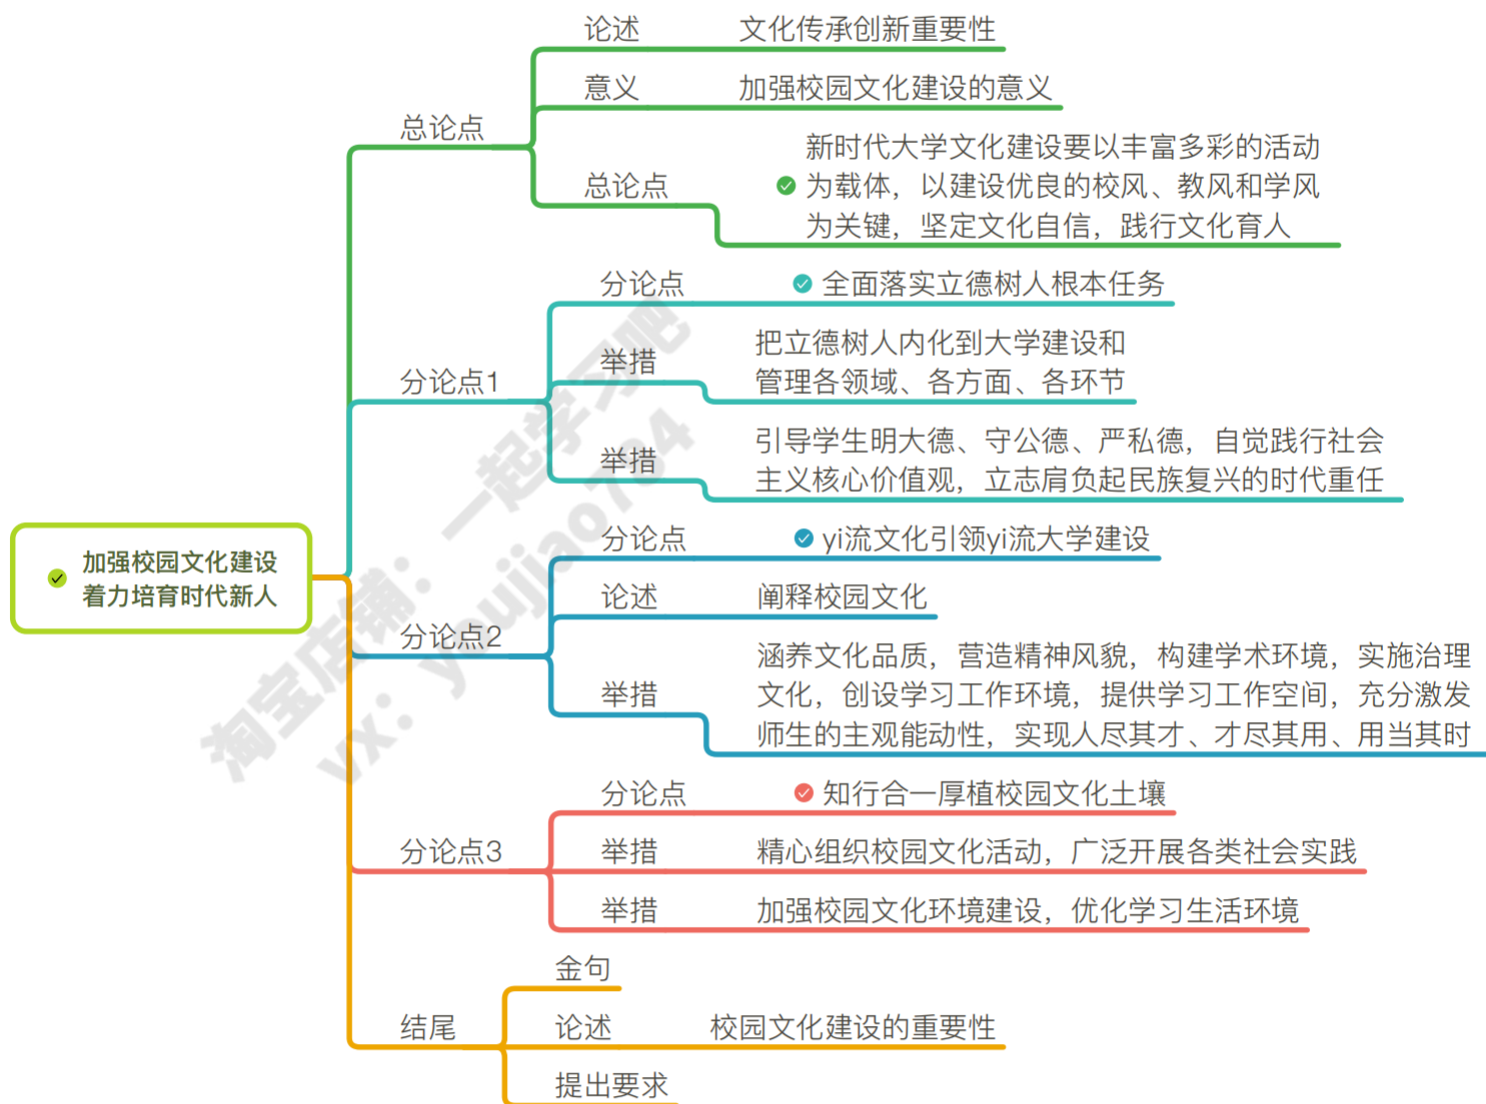 论述 文化传承创新重要性
意义 加强校园文化建设的意义
总论点
新时代大学文化建设要以丰富多彩的活动
总论点 为载体，以建设优良的校风、教风和学风
为关键，坚定文化自信，践行文化育人
分论点 全面落实立德树人根本任务
把立德树人内化到大学建设和
举措
管理各领域、各方面、各环节
分论点1
引导学生明大德、守公德、严私德，自觉践行社会
举措
主义核心价值观，立志肩负起民族复兴的时代重任
分论点 yi流文化引领yi流大学建设
加强校园文化建设
着力培育时代新人
论述 阐释校园文化
分论点2
涵养文化品质，营造精神风貌，构建学术环境，实施治理
举措 文化，创设学习工作环境，提供学习工作空间，充分激发
师生的主观能动性，实现人尽其才、才尽其用、用当其时
分论点 知行合一厚植校园文化土壤
分论点3
举措 精心组织校园文化活动，广泛开展各类社会实践
举措 加强校园文化环境建设，优化学习生活环境
金句
结尾
论述 校园文化建设的重要性
提出要求
淘宝店铺：一起学习吧
vx：youjiao734